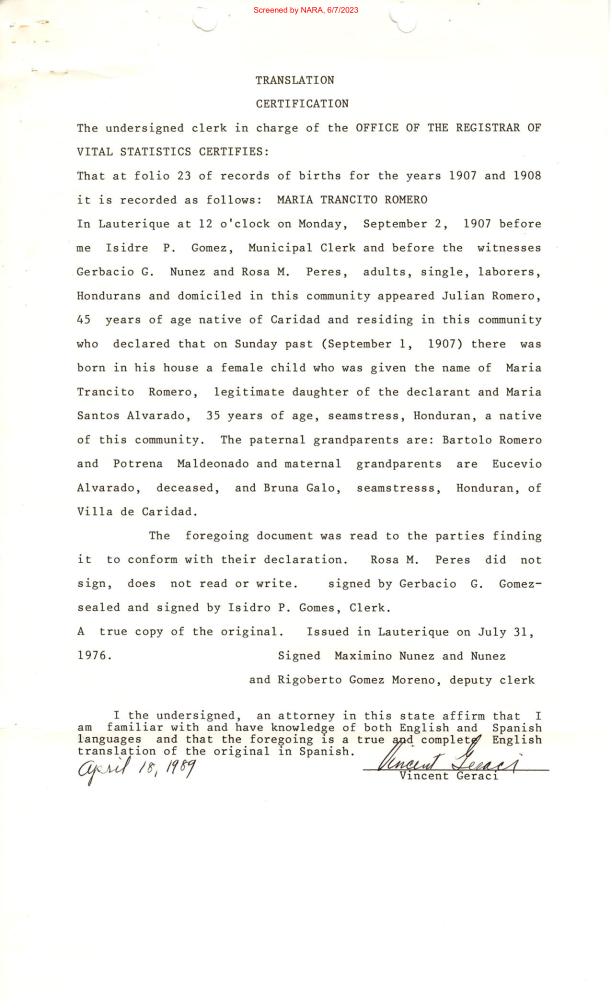 Screened by NARA, 6/7/2023
TRANSLATION
CERTIFICATION
The undersigned clerk in charge of the OFFICE OF THE REGISTRAR OF
VITAL STATISTICS CERTIFIES:
That at folio 23 of records of births for the years 1907 and 1908
it is recorded as follows: MARIA TRANCITO ROMERO
In Lauterique at 12 o'clock on Monday, September 2, 1907 before
me Isidre P. Gomez, Municipal Clerk and before the witnesses
Gerbacio G. Nunez and Rosa M. Peres, adults, single, laborers,
Hondurans and domiciled in this community appeared Julian Romero,
45 years of age native of Caridad and residing in this community
who declared that on Sunday past (September 1, 1907) there was
born in his house a female child who was given the name of Maria
Trancito Romero, legitimate daughter of the declarant and Maria
Santos Alvarado, 35 years of age, seamstress, Honduran, a native
of this community. The paternal grandparents are: Bartolo Romero
and Potrena Maldeonado and maternal grandparents are Eucevio
Alvarado, deceased, and Bruna Galo, seamstresss, Honduran, of
Villa de Caridad.
The foregoing document was read to the parties finding
it to conform with their declaration. Rosa M. Peres did not
sign, does not read or write. signed by Gerbacio G. Gomez-
sealed and signed by Isidro P. Gomes, Clerk.
A true copy of the original. Issued in Lauterique on July 31,
1976. Signed Maximino Nunez and Nunez
and Rigoberto Gomez Moreno, deputy clerk
I the undersigned, an attorney in this state affirm that I
am familiar with and have knowledge of both English and Spanish
languages and that the foregoing is a true and complete English
translation of the original in Spanish.
April 18, 1989 Vincent Geraci
Vincent Geraci